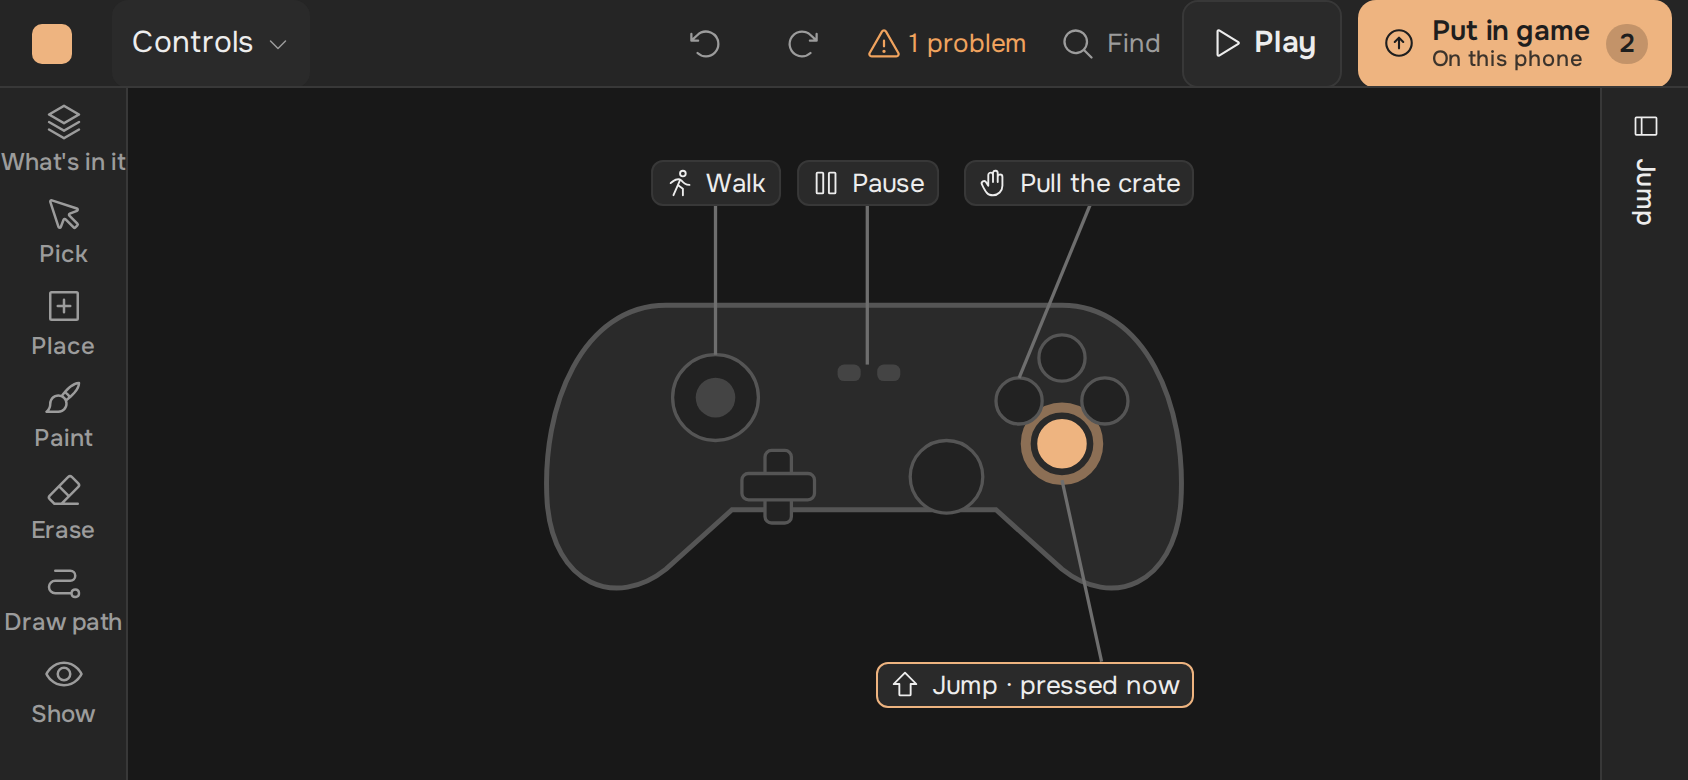 Controls
1 problem
Find
Play
Put in game
On this phone
2
What's in it
Pick
Place
Paint
Erase
Draw path
Show
Walk
Pause
Pull the crate
Jump · pressed now
Jump